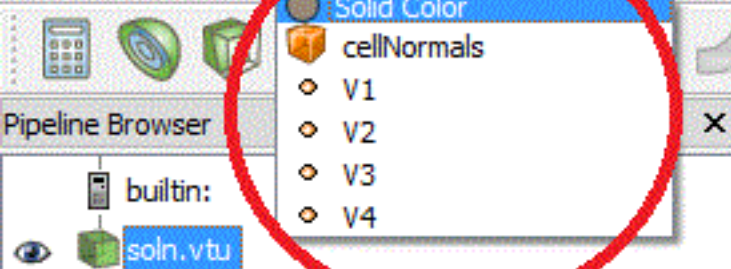 Solid Color
cellNormals
V1
Pipeline Browser
V2
V3
builtin:
V4
soln.vtu